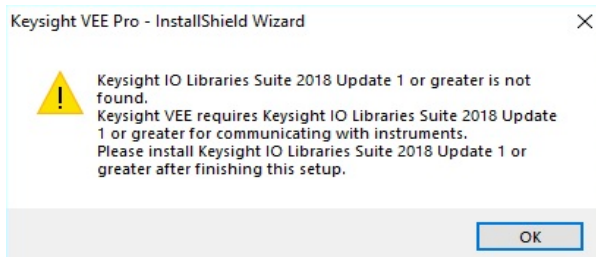 Keysight VEE Pro - InstallShield Wizard
Keysight IO Libraries Suite 2018 Update 1 or greater is not
found.
Keysight VEE requires Keysight IO Libraries Suite 2018 Update
1 or greater for communicating with instruments.
Please install Keysight IO Libraries Suite 2018 Update 1 or
greater after finishing this setup.
OK